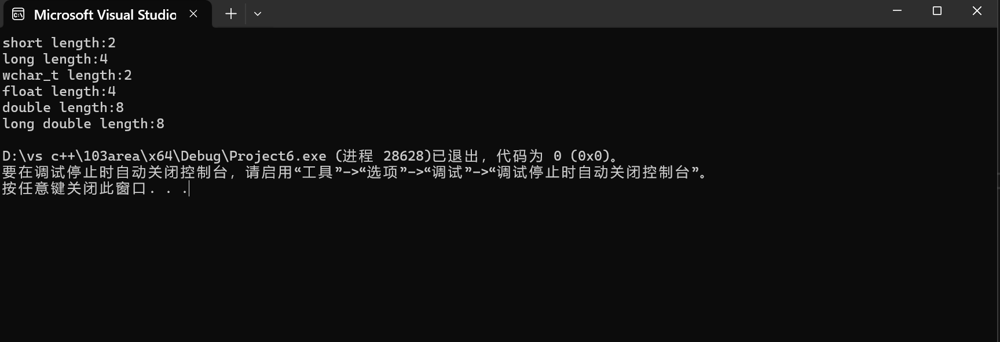 Microsoft Visual Studio
short length:2
long length:4
wchar_t length:2
float length:4
double length:8
long double length:8
D:\vs c++\103area\x64\Debug\Project6.exe (进程 28628)已退出，代码为 0 (0x0)。
要在调试停止时自动关闭控制台，请启用“工具”->“选项”->“调试”->“调试停止时自动关闭控制台”。
按任意键关闭此窗口. . .